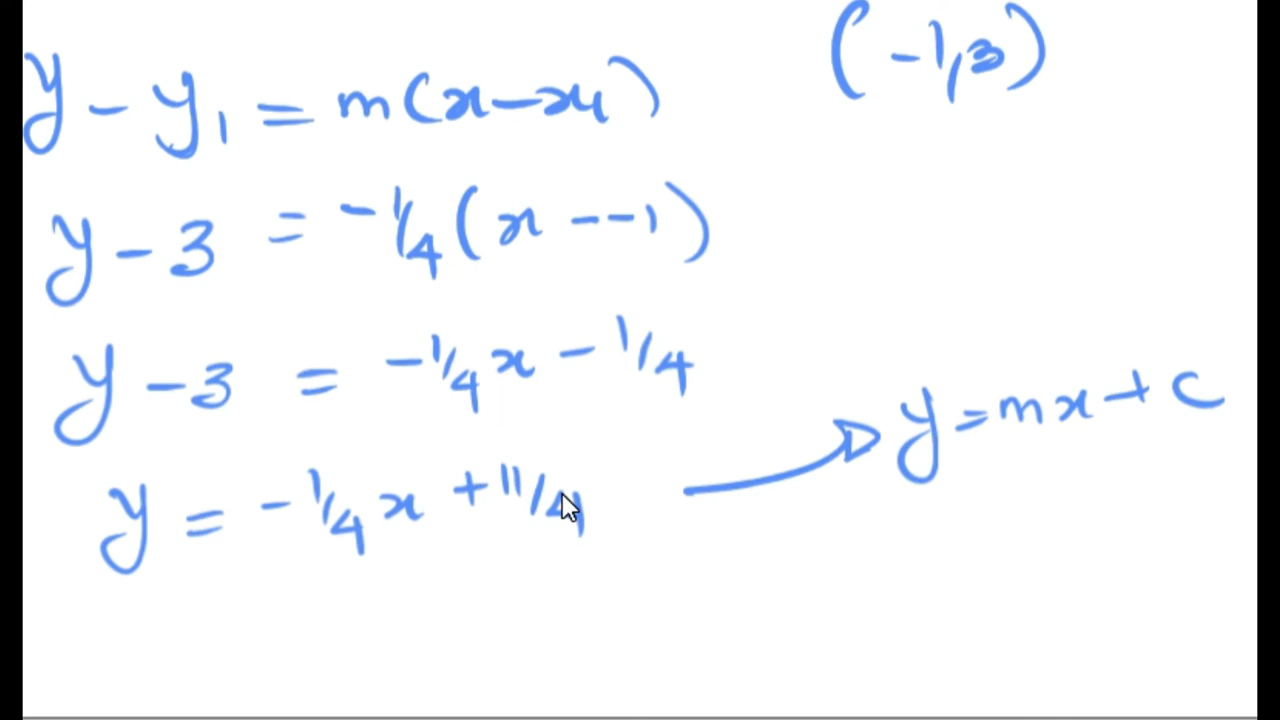 (-1,3)
y - y₁ = m(x-x₁)
y - 3 = -1/4(x - -1)
y - 3 = -1/4x - 1/4
y = mx + c
y = -1/4x + 11/4